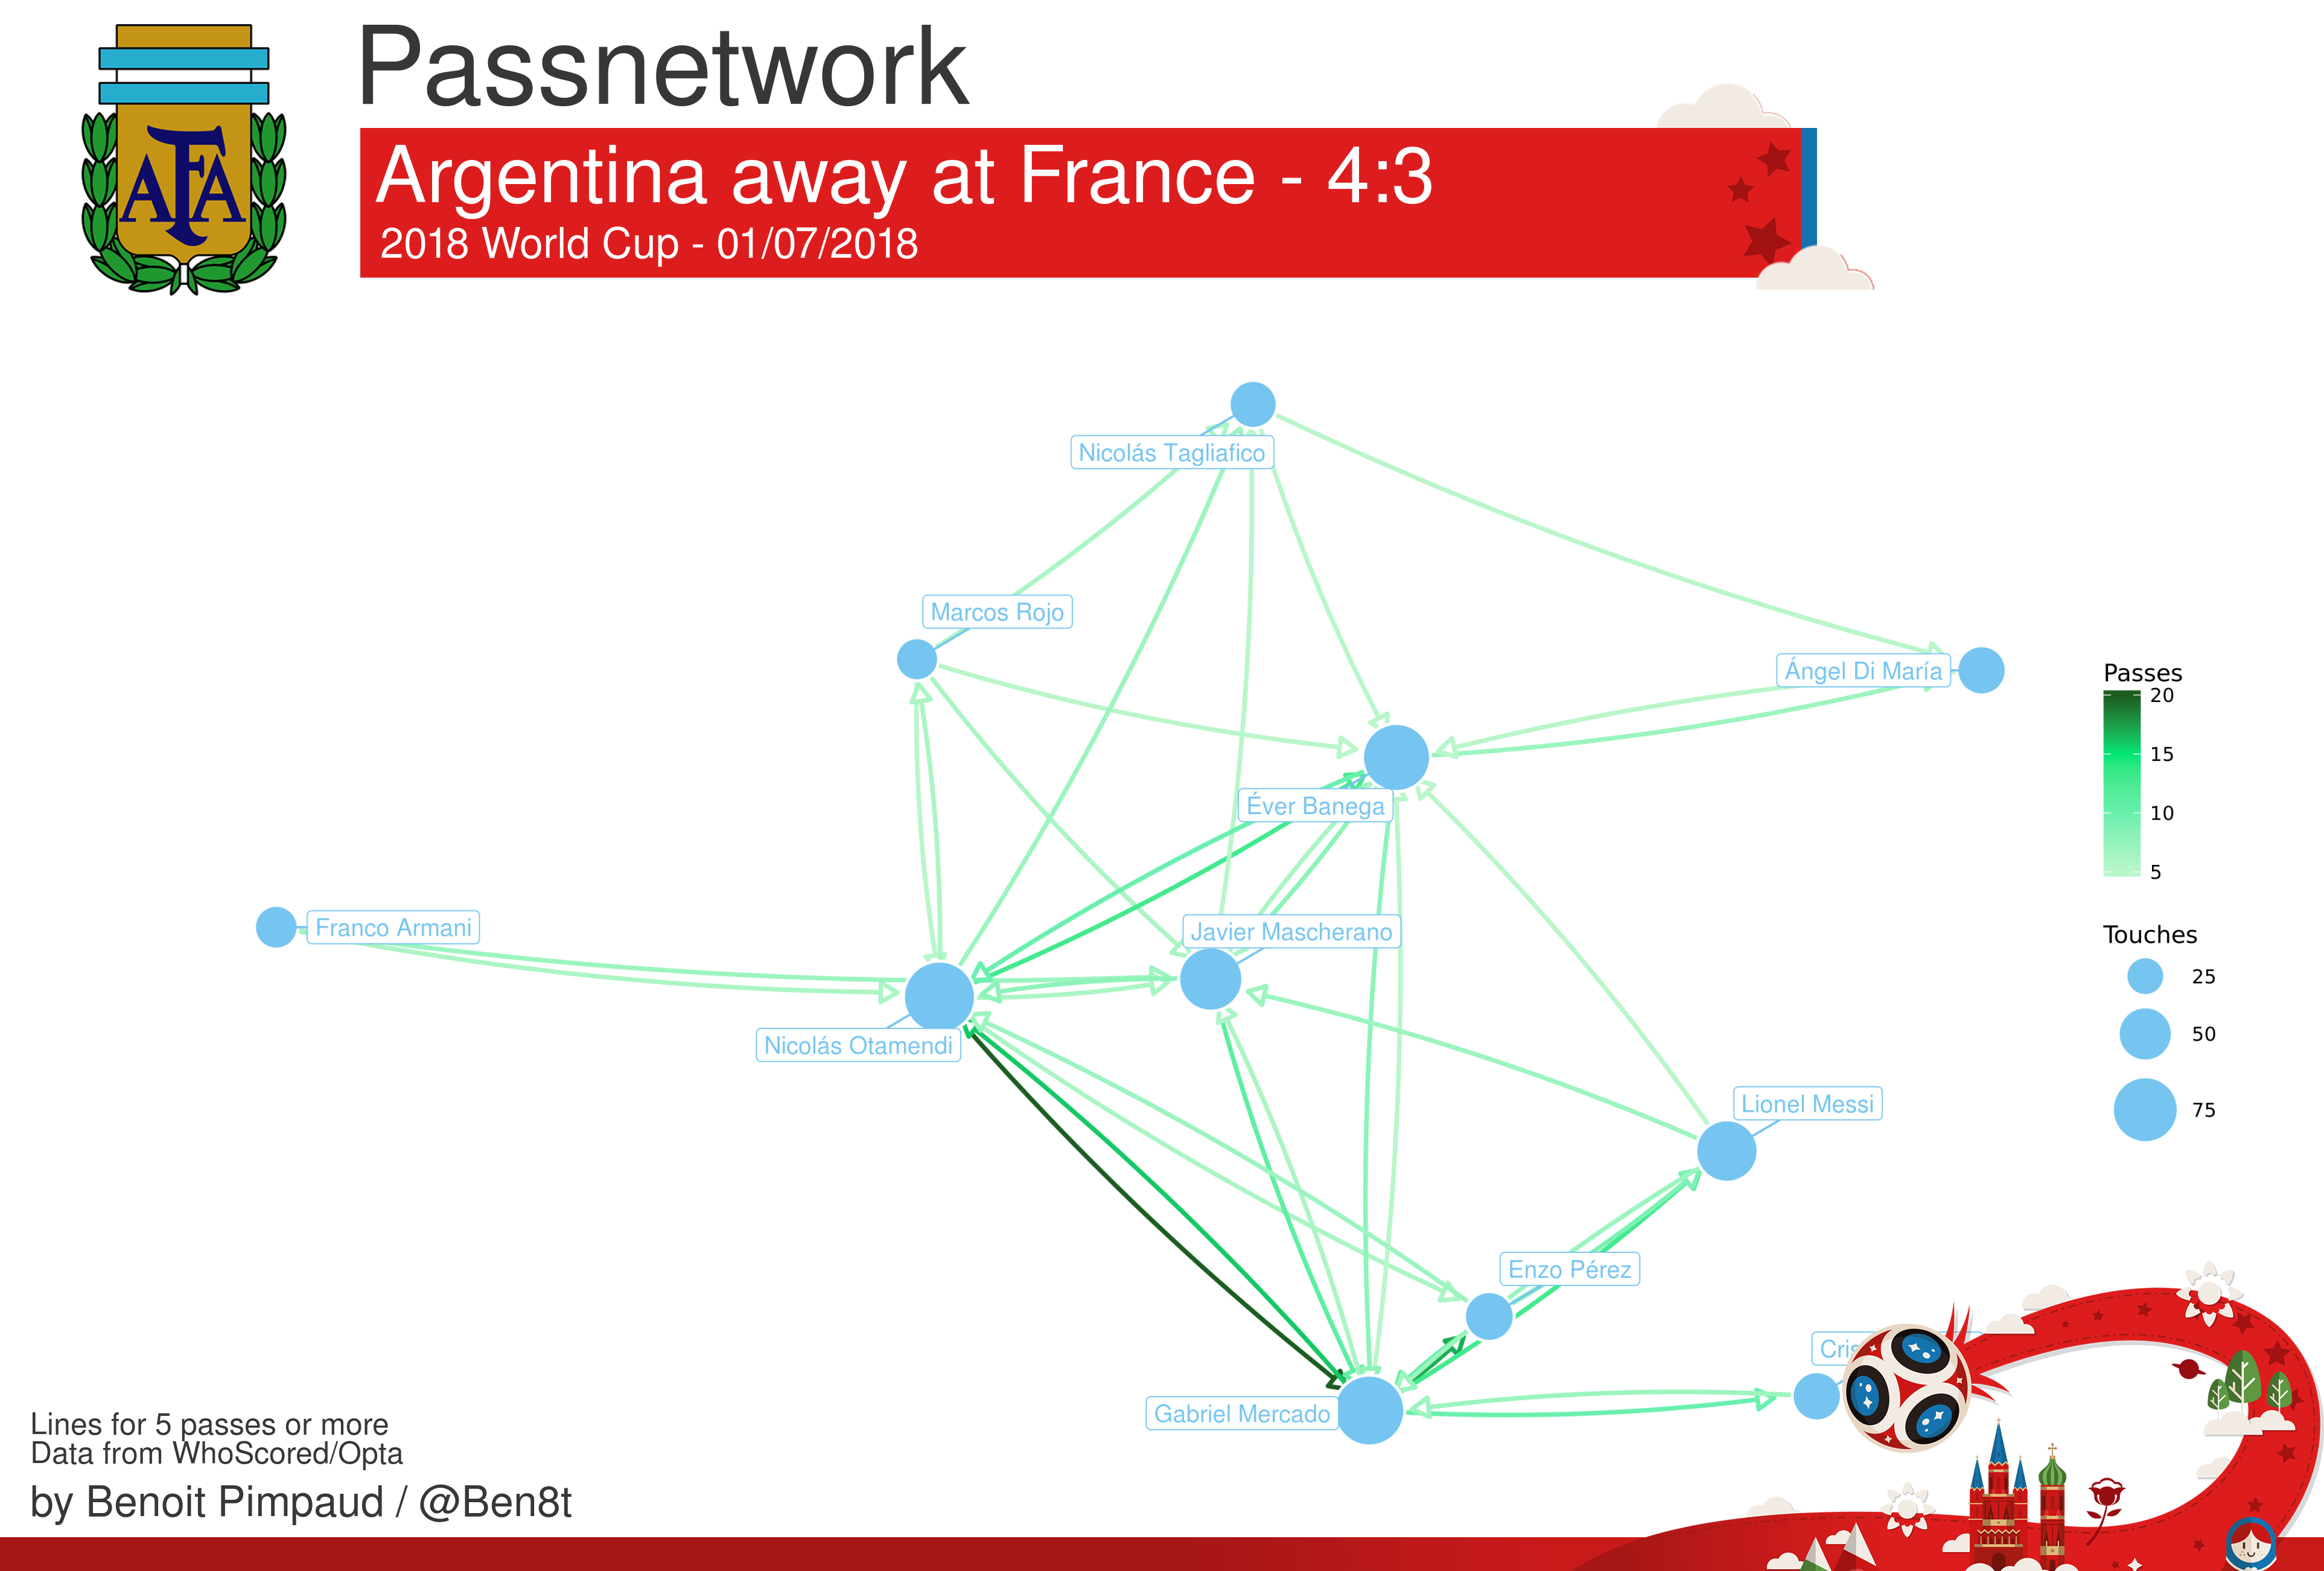 Passnetwork
AFA
Argentina away at France - 4:3
2018 World Cup - 01/07/2018
Nicolás Tagliafico
Marcos Rojo
Ángel Di María
Passes
20
15
10
5
Éver Banega
Franco Armani
Javier Mascherano
Touches
25
50
75
Nicolás Otamendi
Lionel Messi
Enzo Pérez
Gabriel Mercado
Lines for 5 passes or more
Data from WhoScored/Opta
by Benoit Pimpaud / @Ben8t